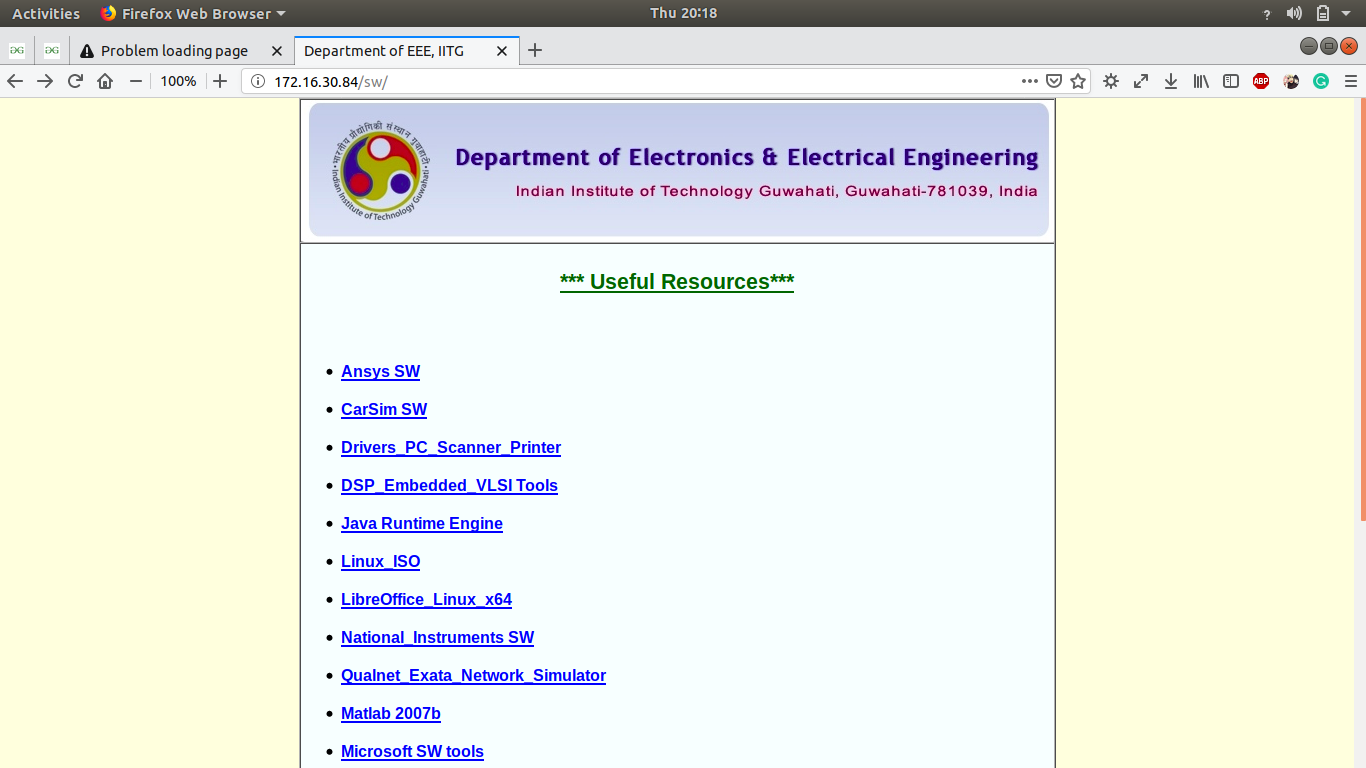 Activities Firefox Web Browser Thu 20:18
Problem loading page Department of EEE, IITG
100% 172.16.30.84/sw/ ABP
भारतीय प्रौद्योगिकी संस्थान गुवाहाटी
Indian Institute of Technology Guwahati
Department of Electronics & Electrical Engineering
Indian Institute of Technology Guwahati, Guwahati-781039, India
*** Useful Resources***
Ansys SW
CarSim SW
Drivers_PC_Scanner_Printer
DSP_Embedded_VLSI Tools
Java Runtime Engine
Linux_ISO
LibreOffice_Linux_x64
National_Instruments SW
Qualnet_Exata_Network_Simulator
Matlab 2007b
Microsoft SW tools